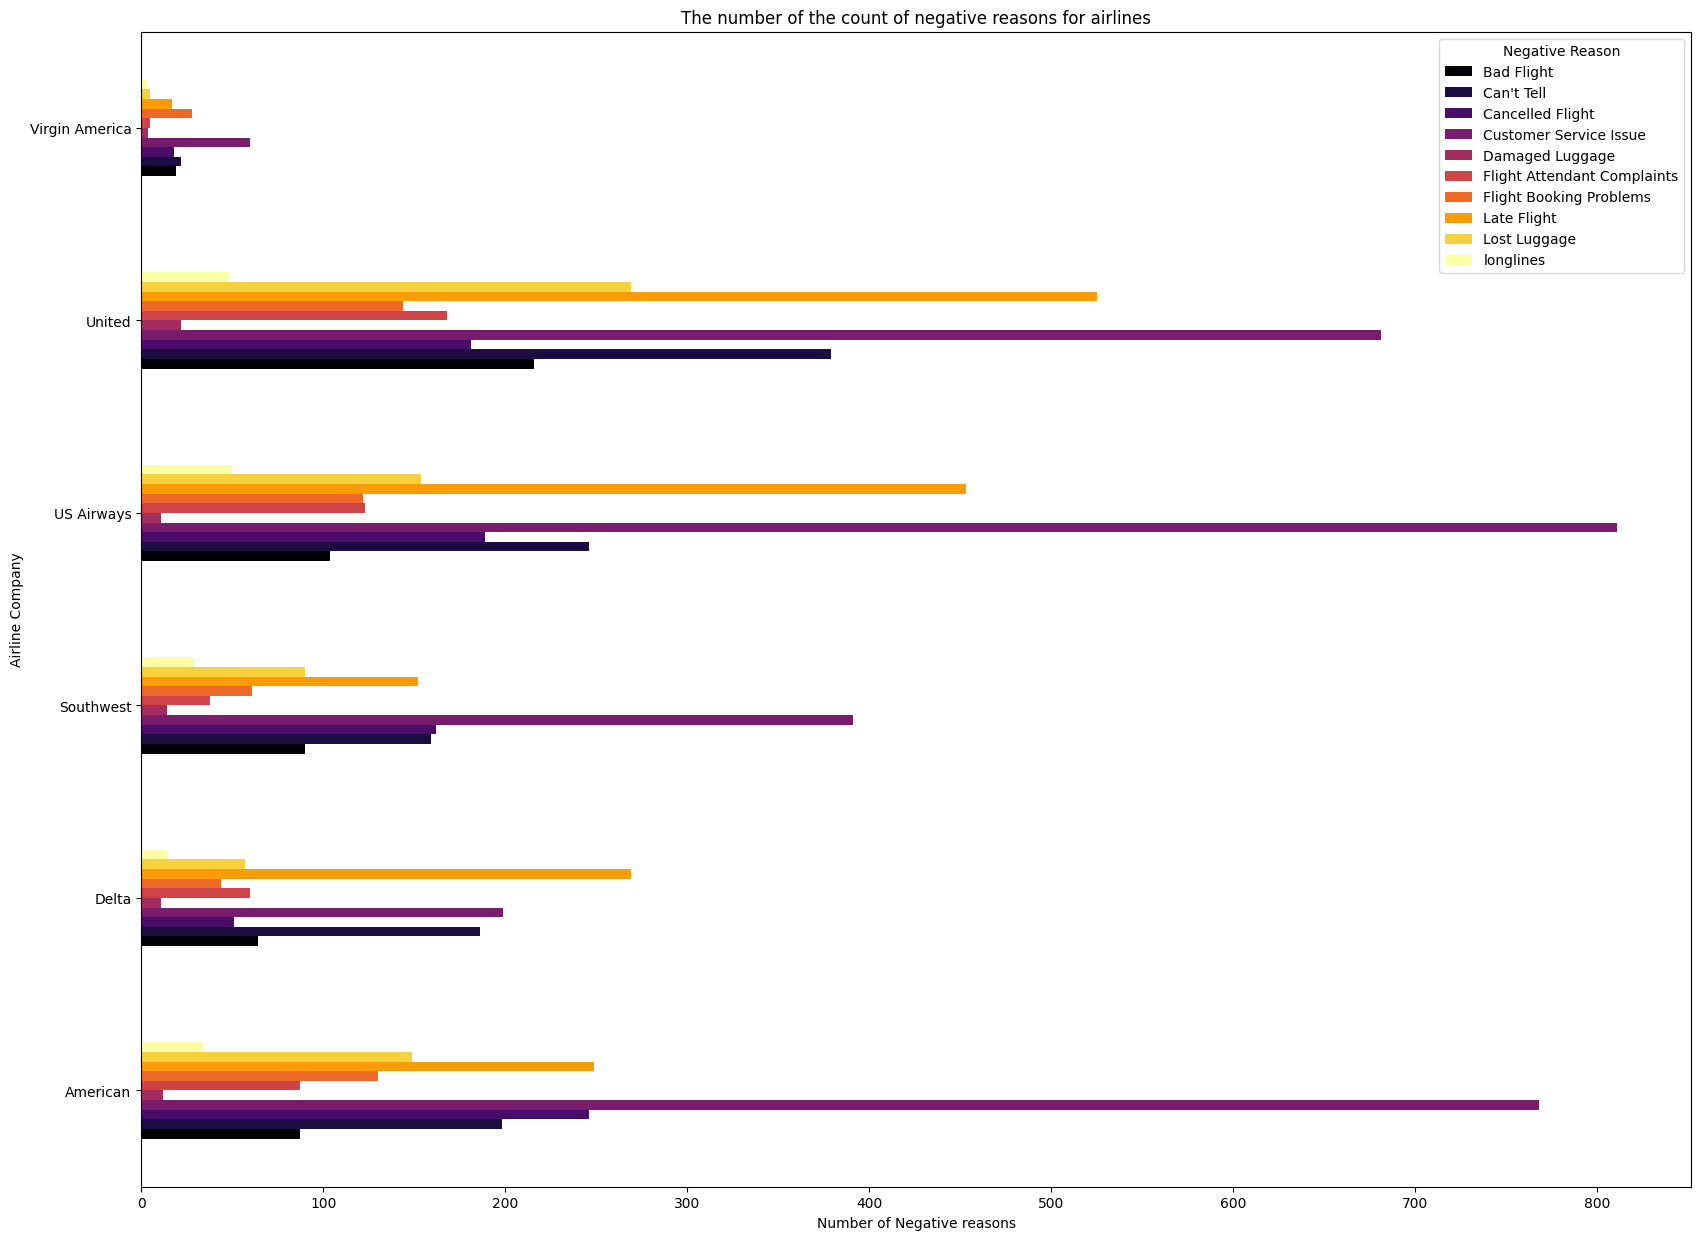 The number of the count of negative reasons for airlines
Negative Reason
Bad Flight
Can't Tell
Cancelled Flight
Customer Service Issue
Damaged Luggage
Flight Attendant Complaints
Flight Booking Problems
Late Flight
Lost Luggage
longlines
Airline Company
Virgin America
United
US Airways
Southwest
Delta
American
0 100 200 300 400 500 600 700 800
Number of Negative reasons